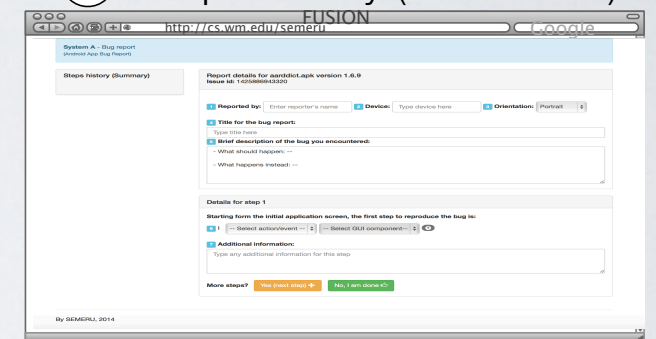 FUSION
http://cs.wm.edu/semeru
Google
System A - Bug report
(Android App Bug Report)
Steps history (Summary)
Report details for aarddict.apk version 1.6.9
Issue id: 1425886943320
1 Reported by: Enter reporter's name 2 Device: Type device here 3 Orientation: Portrait
4 Title for the bug report:
Type title here
5 Brief description of the bug you encountered:
- What should happen: --
- What happens instead: --
Details for step 1
Starting form the initial application screen, the first step to reproduce the bug is:
6 I -- Select action/event -- -- Select GUI component--
7 Additional information:
Type any additional information for this step
More steps? Yes (next step) No, I am done
By SEMERU, 2014